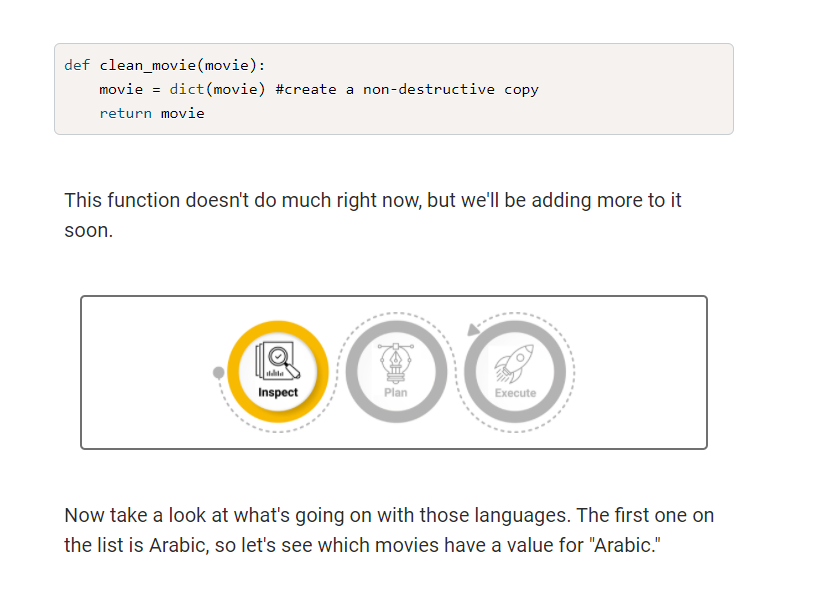 def clean_movie(movie):
    movie = dict(movie) #create a non-destructive copy
    return movie
This function doesn't do much right now, but we'll be adding more to it
soon.
Inspect
Plan
Execute
Now take a look at what's going on with those languages. The first one on
the list is Arabic, so let's see which movies have a value for "Arabic."